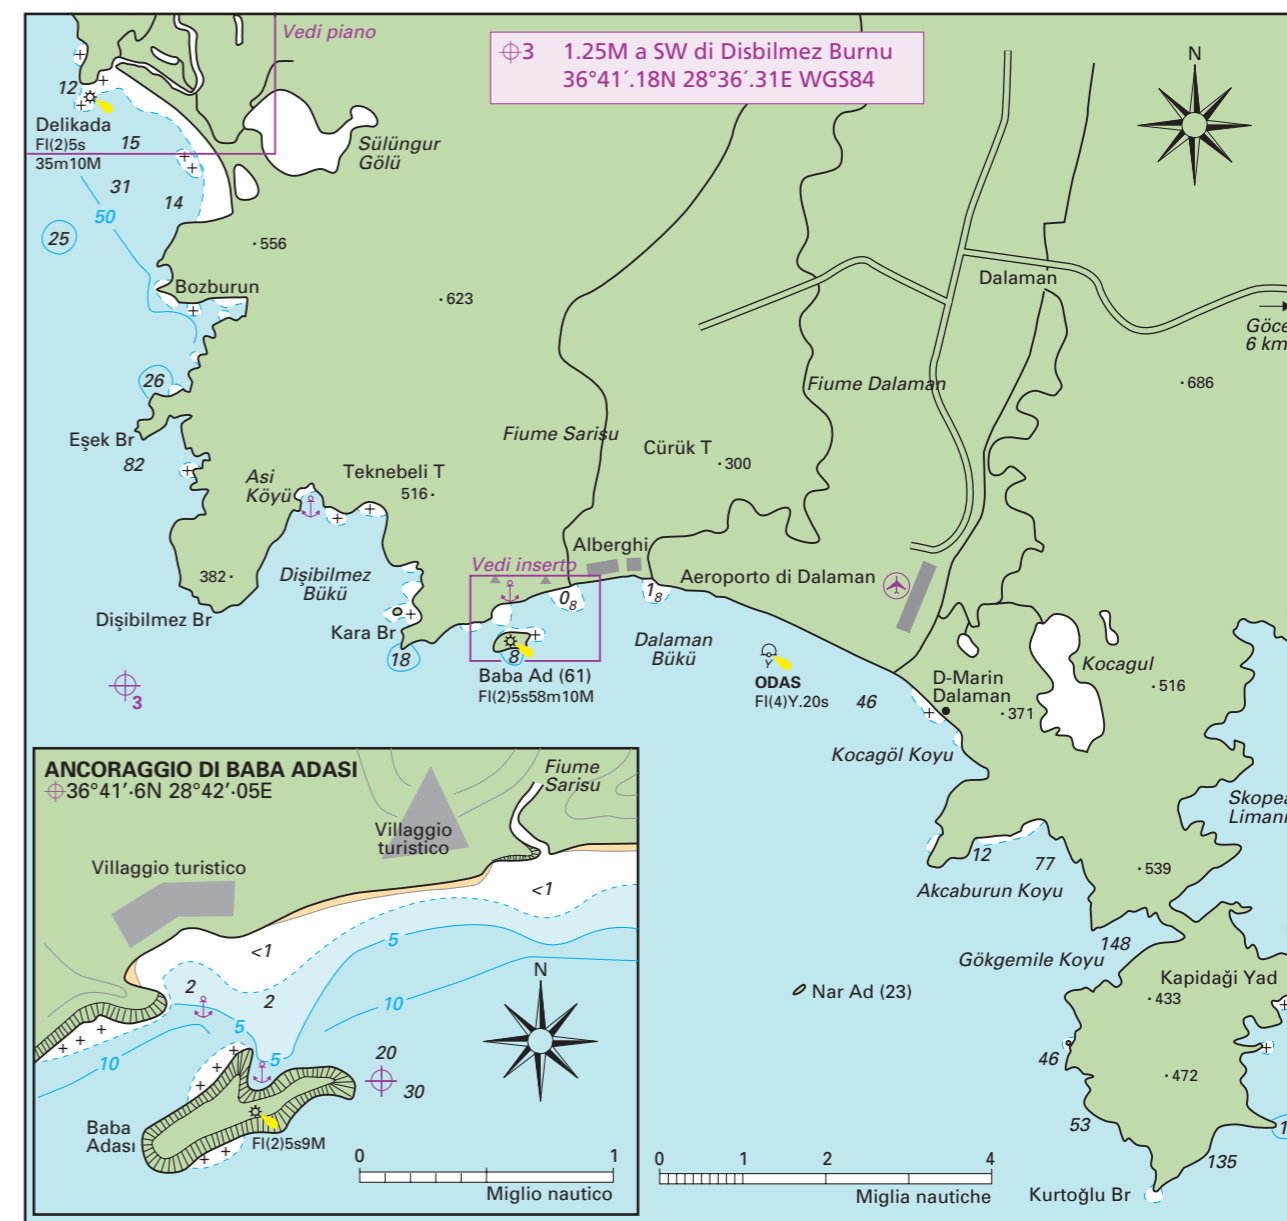 Vedi piano
3 1.25M a SW di Disbilmez Burnu
36°41´.18N 28°36´.31E WGS84
N
12
Delikada
Fl(2)5s
35m10M
15
31
14
50
25
Sülüngur
Gölü
556
623
Bozburun
26
Dalaman
Göce
6 km
686
Fiume Dalaman
Eşek Br
82
Fiume Sarisu
Cürük T
300
Asi
Köyü
Teknebeli T
516
382
Dişibilmez
Bükü
Dişibilmez Br
Kara Br
18
3
Vedi inserto
Alberghi
0₈
1₈
8
Baba Ad (61)
Fl(2)5s58m10M
Aeroporto di Dalaman
Dalaman
Bükü
Y
ODAS
Fl(4)Y.20s
46
D-Marin
Dalaman
371
Kocagul
516
Kocagöl Koyu
Skopea
Limanı
12
77
539
Akcaburun Koyu
148
Gökgemile Koyu
Kapidaği Yad
433
Nar Ad (23)
46
472
53
135
1
Kurtoğlu Br
0 1 2 4
Miglia nautiche
ANCORAGGIO DI BABA ADASI
36°41′·6N 28°42′·05E
Fiume
Sarisu
Villaggio
turistico
Villaggio turistico
<1
<1
5
2
2
10
5
5
10
20
30
N
Baba
Adası
Fl(2)5s9M
0 1
Miglio nautico